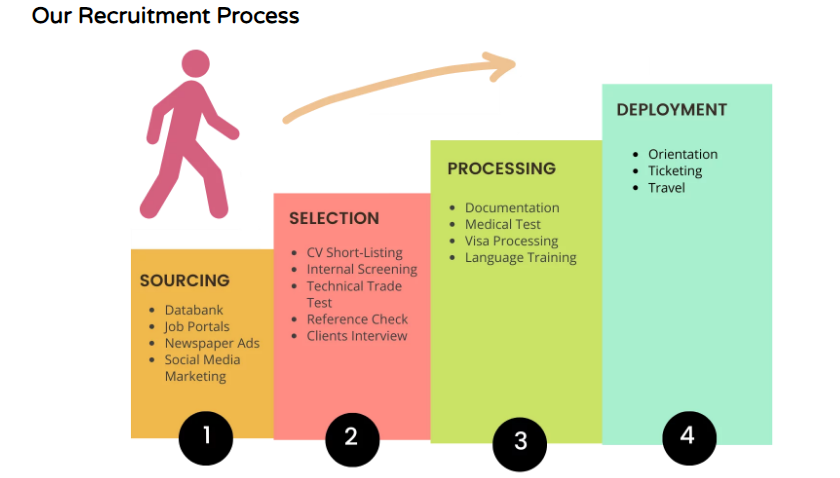 Our Recruitment Process
SOURCING
• Databank
• Job Portals
• Newspaper Ads
• Social Media
Marketing
1
SELECTION
• CV Short-Listing
• Internal Screening
• Technical Trade
Test
• Reference Check
• Clients Interview
2
PROCESSING
• Documentation
• Medical Test
• Visa Processing
• Language Training
3
DEPLOYMENT
• Orientation
• Ticketing
• Travel
4